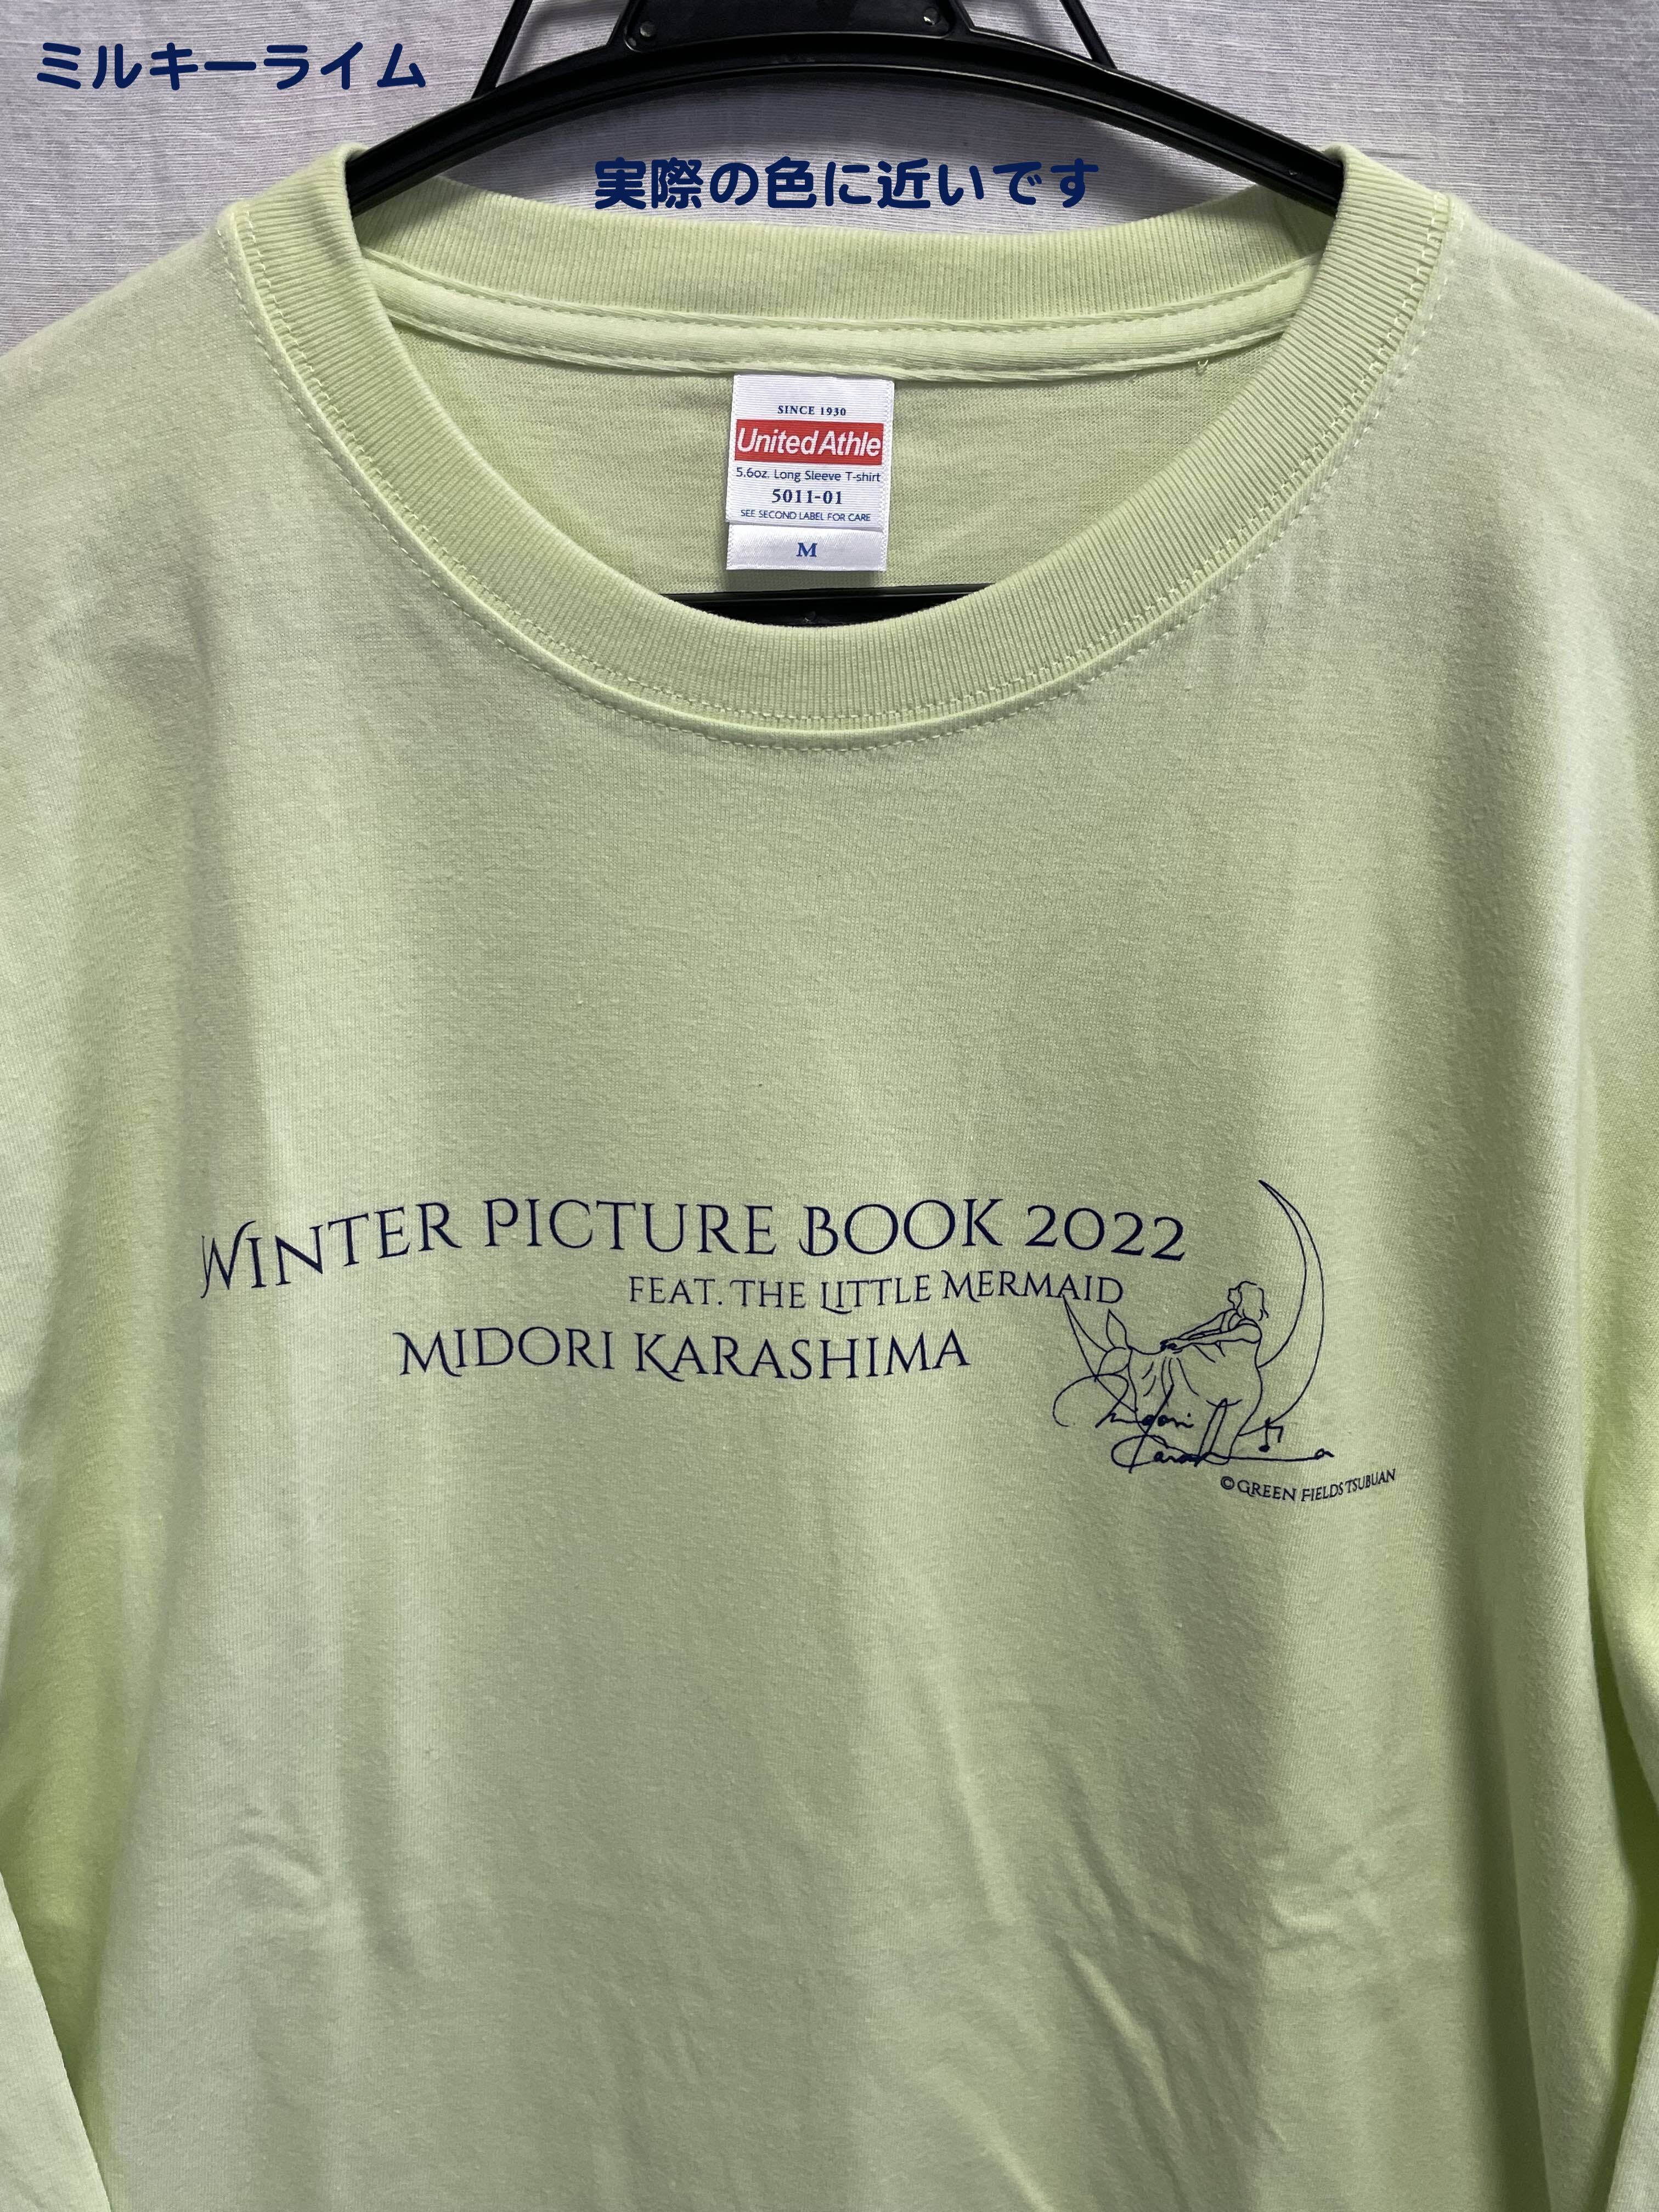 ミルキーライム
実際の色に近いです
SINCE 1930
United Athle
5.6oz. Long Sleeve T-shirt
5011-01
SEE SECOND LABEL FOR CARE
M
WINTER PICTURE BOOK 2022
FEAT. THE LITTLE MERMAID
MIDORI KARASHIMA
Midori
©GREEN FIELDS TSUBUAN